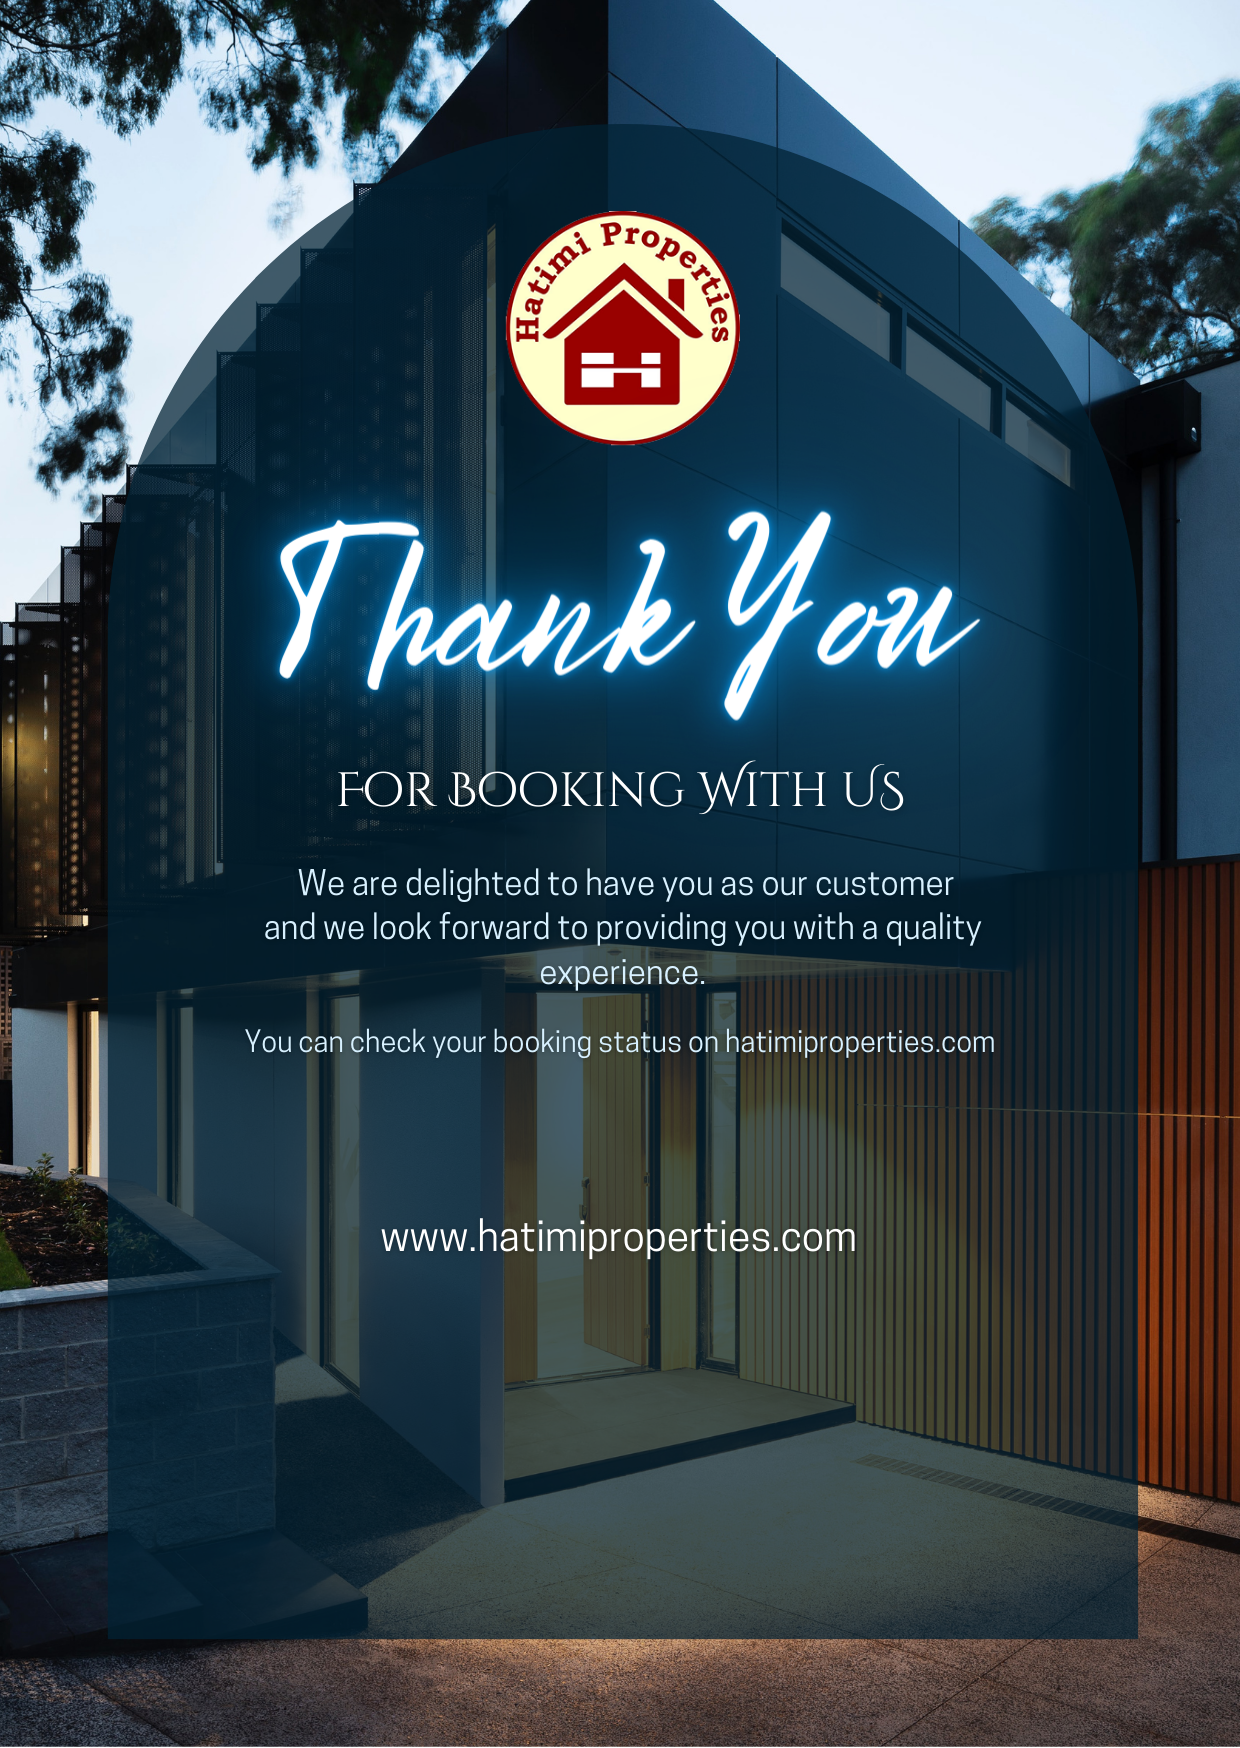 Hatimi Properties
Thank You
FOR BOOKING WITH US
We are delighted to have you as our customer
and we look forward to providing you with a quality
experience.
You can check your booking status on hatimiproperties.com
www.hatimiproperties.com